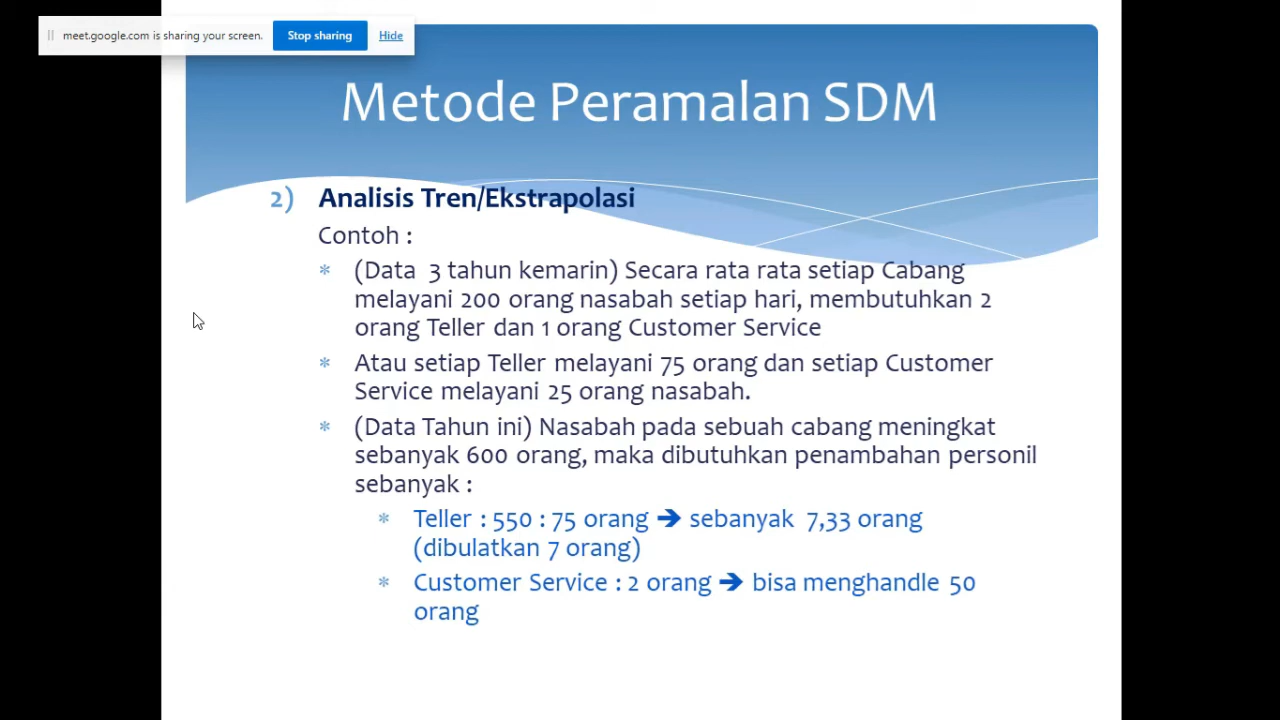 meet.google.com is sharing your screen.
Stop sharing
Hide
Metode Peramalan SDM
2) Analisis Tren/Ekstrapolasi
Contoh :
* (Data 3 tahun kemarin) Secara rata rata setiap Cabang
melayani 200 orang nasabah setiap hari, membutuhkan 2
orang Teller dan 1 orang Customer Service
* Atau setiap Teller melayani 75 orang dan setiap Customer
Service melayani 25 orang nasabah.
* (Data Tahun ini) Nasabah pada sebuah cabang meningkat
sebanyak 600 orang, maka dibutuhkan penambahan personil
sebanyak :
* Teller : 550 : 75 orang ➔ sebanyak 7,33 orang
(dibulatkan 7 orang)
* Customer Service : 2 orang ➔ bisa menghandle 50
orang